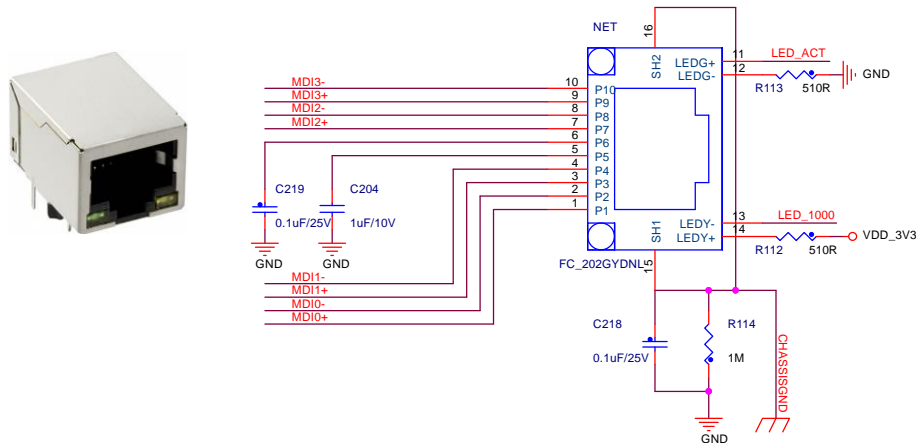 NET
16
SH2
LEDG+ 11 LED_ACT
LEDG- 12
R113 510R
GND
MDI3- 10 P10
MDI3+ 9 P9
MDI2- 8 P8
MDI2+ 7 P7
6 P6
5 P5
4 P4
3 P3
2 P2
1 P1
C219
0.1uF/25V
GND
C204
1uF/10V
GND
MDI1-
MDI1+
MDI0-
MDI0+
LEDY- 13 LED_1000
LEDY+ 14
R112 510R
VDD_3V3
SH1
FC_202GYDNL
15
C218
0.1uF/25V
R114
1M
CHASSISGND
GND